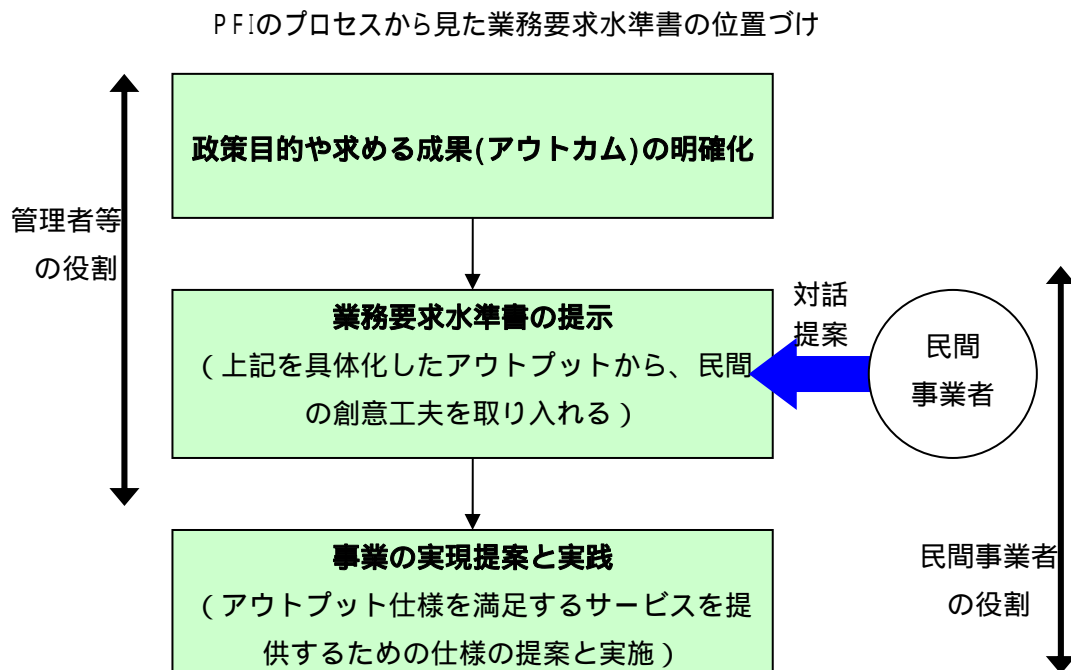 PFIのプロセスから見た業務要求水準書の位置づけ
政策目的や求める成果(アウトカム)の明確化
管理者等
の役割
業務要求水準書の提示
(上記を具体化したアウトプットから、民間
の創意工夫を取り入れる)
対話
提案
民間
事業者
事業の実現提案と実践
(アウトプット仕様を満足するサービスを提
供するための仕様の提案と実施)
民間事業者
の役割